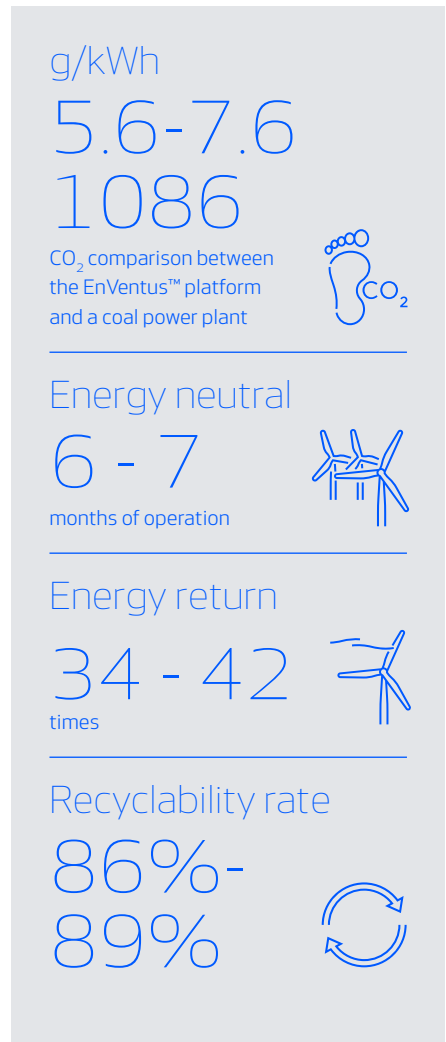 g/kWh
5.6-7.6
1086
CO₂ comparison between
the EnVentus™ platform
and a coal power plant
CO₂
Energy neutral
6 - 7
months of operation
Energy return
34 - 42
times
Recyclability rate
86%-
89%